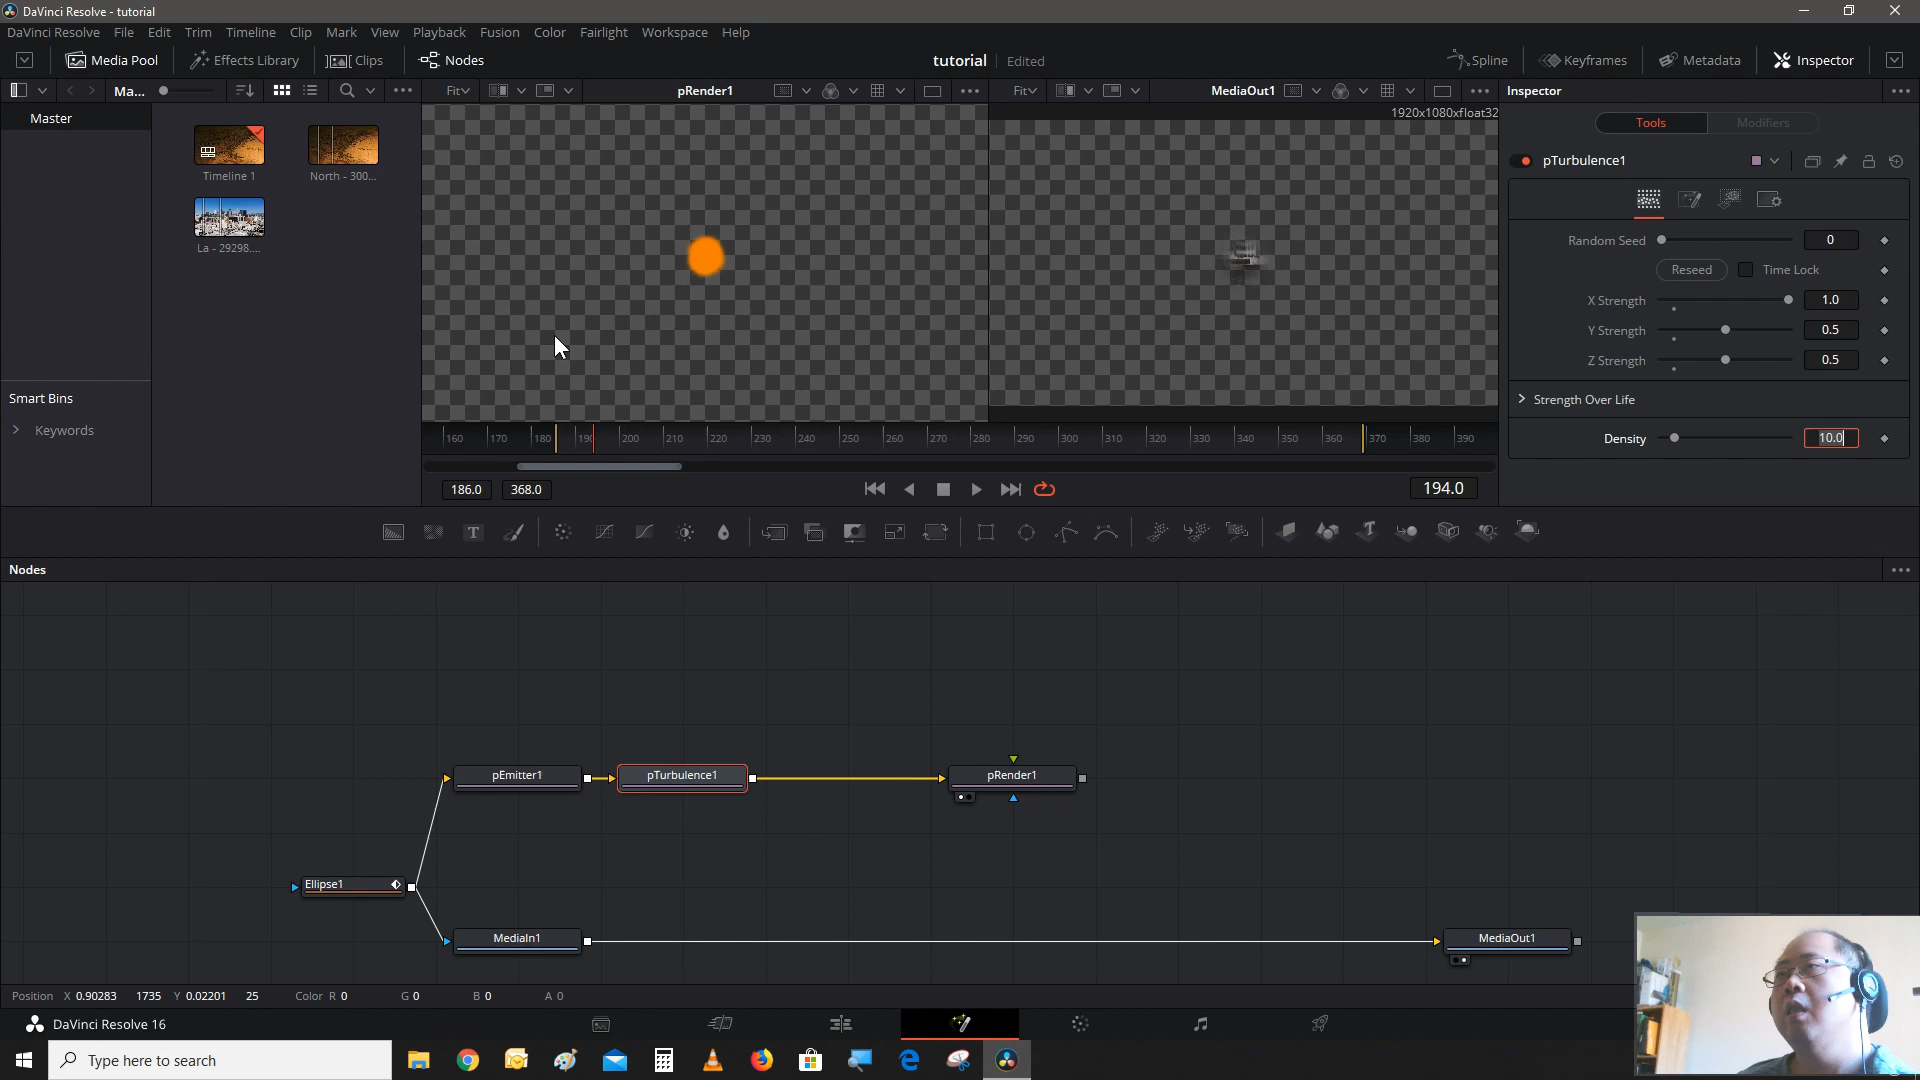 DaVinci Resolve - tutorial
DaVinci Resolve File Edit Trim Timeline Clip Mark View Playback Fusion Color Fairlight Workspace Help
Media Pool Effects Library Clips Nodes tutorial Edited Spline Keyframes Metadata Inspector
Ma... Fit pRender1 Fit MediaOut1 Inspector
Master
1920x1080xfloat32
Tools Modifiers
pTurbulence1
Timeline 1 North - 300...
La - 29298....
Random Seed 0
Reseed Time Lock
X Strength 1.0
Y Strength 0.5
Z Strength 0.5
Strength Over Life
Density 10.0
Smart Bins
Keywords
160 170 180 190 200 210 220 230 240 250 260 270 280 290 300 310 320 330 340 350 360 370 380 390
186.0 368.0 194.0
Nodes
pEmitter1 pTurbulence1 pRender1
Ellipse1
MediaIn1 MediaOut1
Position X 0.90283 1735 Y 0.02201 25 Color R 0 G 0 B 0 A 0
DaVinci Resolve 16
Type here to search